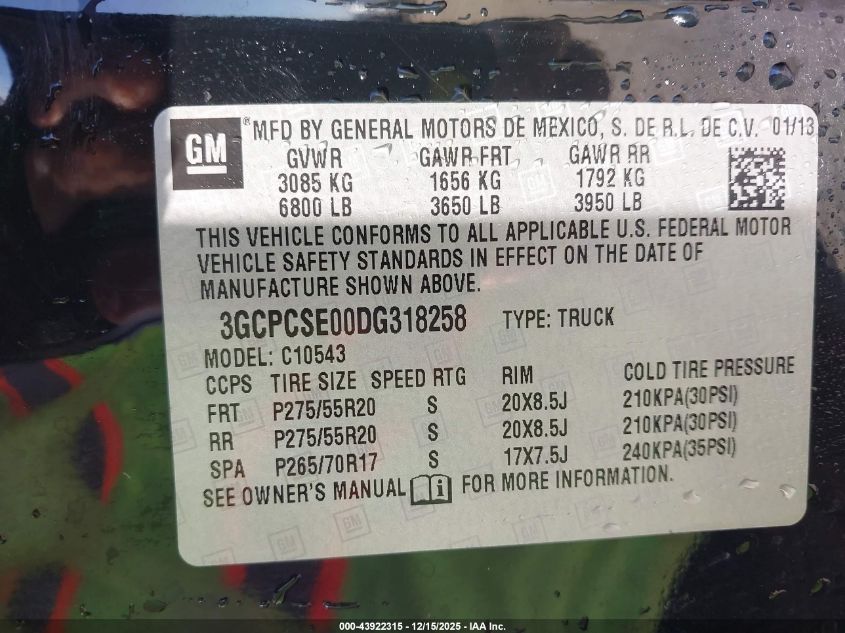 GM ® MFD BY GENERAL MOTORS DE MEXICO, S. DE R.L. DE C.V. 01/13
GVWR GAWR FRT GAWR RR
3085 KG 1656 KG 1792 KG
6800 LB 3650 LB 3950 LB
THIS VEHICLE CONFORMS TO ALL APPLICABLE U.S. FEDERAL MOTOR
VEHICLE SAFETY STANDARDS IN EFFECT ON THE DATE OF
MANUFACTURE SHOWN ABOVE.
3GCPCSE00DG318258 TYPE: TRUCK
MODEL: C10543
CCPS TIRE SIZE SPEED RTG RIM COLD TIRE PRESSURE
FRT P275/55R20 S 20X8.5J 210KPA(30PSI)
RR P275/55R20 S 20X8.5J 210KPA(30PSI)
SPA P265/70R17 S 17X7.5J 240KPA(35PSI)
SEE OWNER'S MANUAL i FOR MORE INFORMATION.
000-43922315 - 12/15/2025 - IAA Inc.